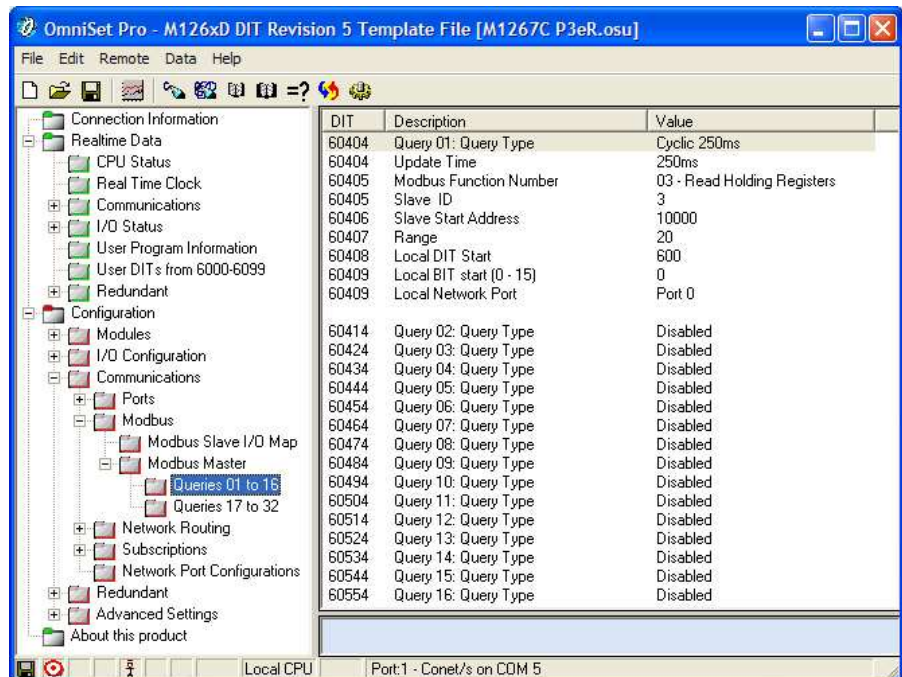 OmniSet Pro - M126xD DIT Revision 5 Template File [M1267C P3eR.osu]
File Edit Remote Data Help
Connection Information
Realtime Data
CPU Status
Real Time Clock
Communications
I/O Status
User Program Information
User DITs from 6000-6099
Redundant
Configuration
Modules
I/O Configuration
Communications
Ports
Modbus
Modbus Slave I/O Map
Modbus Master
Queries 01 to 16
Queries 17 to 32
Network Routing
Subscriptions
Network Port Configurations
Redundant
Advanced Settings
About this product
DIT Description Value
60404 Query 01: Query Type Cyclic 250ms
60404 Update Time 250ms
60405 Modbus Function Number 03 - Read Holding Registers
60405 Slave ID 3
60406 Slave Start Address 10000
60407 Range 20
60408 Local DIT Start 600
60409 Local BIT start (0 - 15) 0
60409 Local Network Port Port 0
60414 Query 02: Query Type Disabled
60424 Query 03: Query Type Disabled
60434 Query 04: Query Type Disabled
60444 Query 05: Query Type Disabled
60454 Query 06: Query Type Disabled
60464 Query 07: Query Type Disabled
60474 Query 08: Query Type Disabled
60484 Query 09: Query Type Disabled
60494 Query 10: Query Type Disabled
60504 Query 11: Query Type Disabled
60514 Query 12: Query Type Disabled
60524 Query 13: Query Type Disabled
60534 Query 14: Query Type Disabled
60544 Query 15: Query Type Disabled
60554 Query 16: Query Type Disabled
Local CPU Port:1 - Conet/s on COM 5